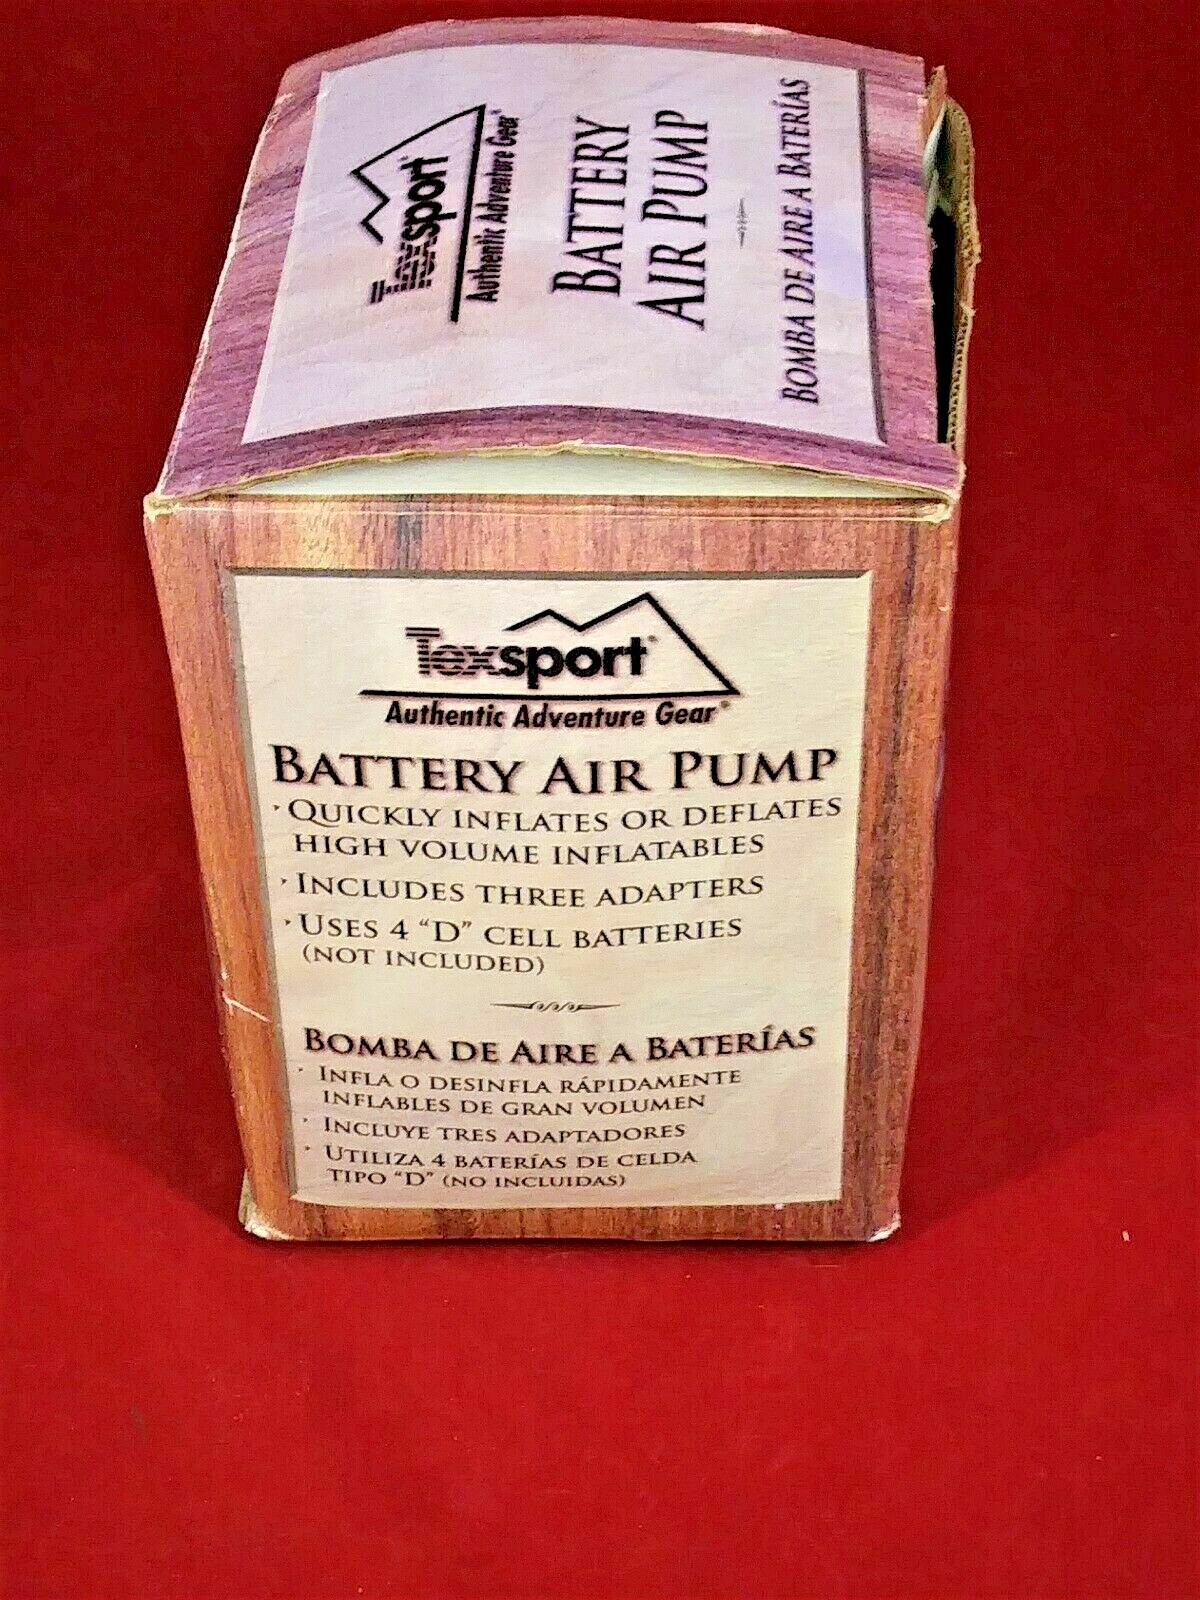 Texsport®
Authentic Adventure Gear®
BATTERY
AIR PUMP
BOMBA DE AIRE A BATERÍAS
Texsport®
Authentic Adventure Gear®
BATTERY AIR PUMP
· QUICKLY INFLATES OR DEFLATES
HIGH VOLUME INFLATABLES
· INCLUDES THREE ADAPTERS
· USES 4 “D” CELL BATTERIES
(NOT INCLUDED)
BOMBA DE AIRE A BATERÍAS
· INFLA O DESINFLA RÁPIDAMENTE
INFLABLES DE GRAN VOLUMEN
· INCLUYE TRES ADAPTADORES
· UTILIZA 4 BATERÍAS DE CELDA
TIPO “D” (NO INCLUIDAS)